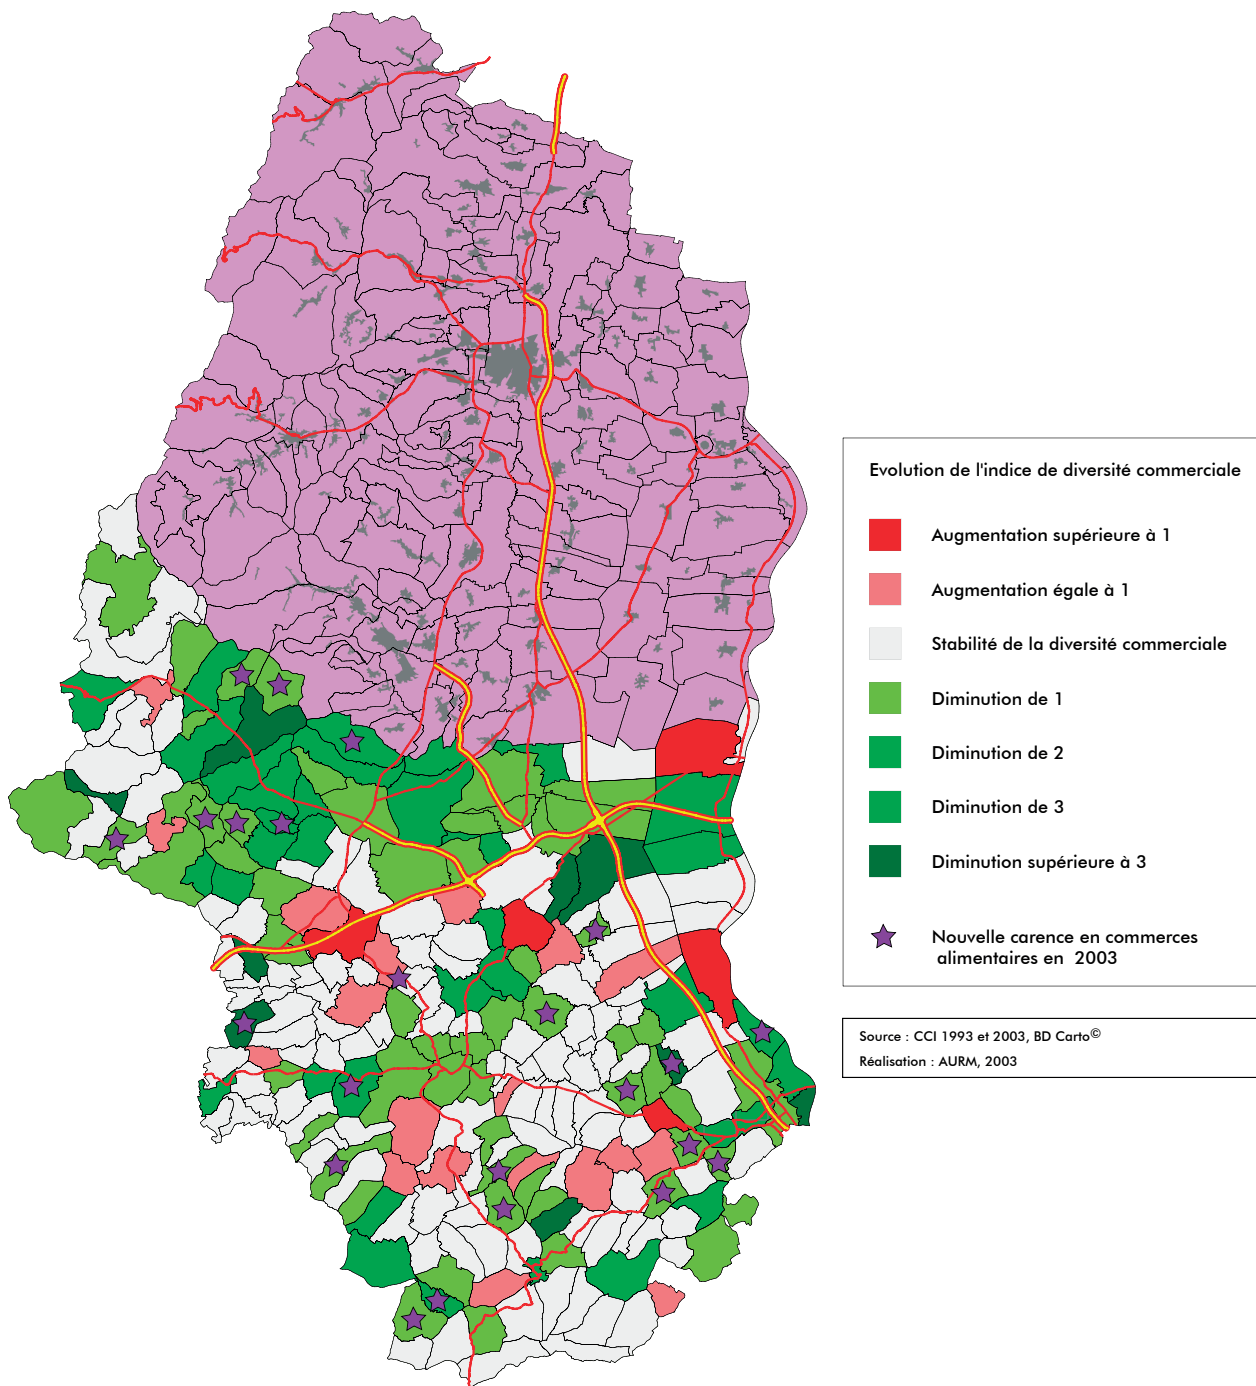 Evolution de l'indice de diversité commerciale
Augmentation supérieure à 1
Augmentation égale à 1
Stabilité de la diversité commerciale
Diminution de 1
Diminution de 2
Diminution de 3
Diminution supérieure à 3
Nouvelle carence en commerces
alimentaires en 2003
Source : CCI 1993 et 2003, BD Carto©
Réalisation : AURM, 2003